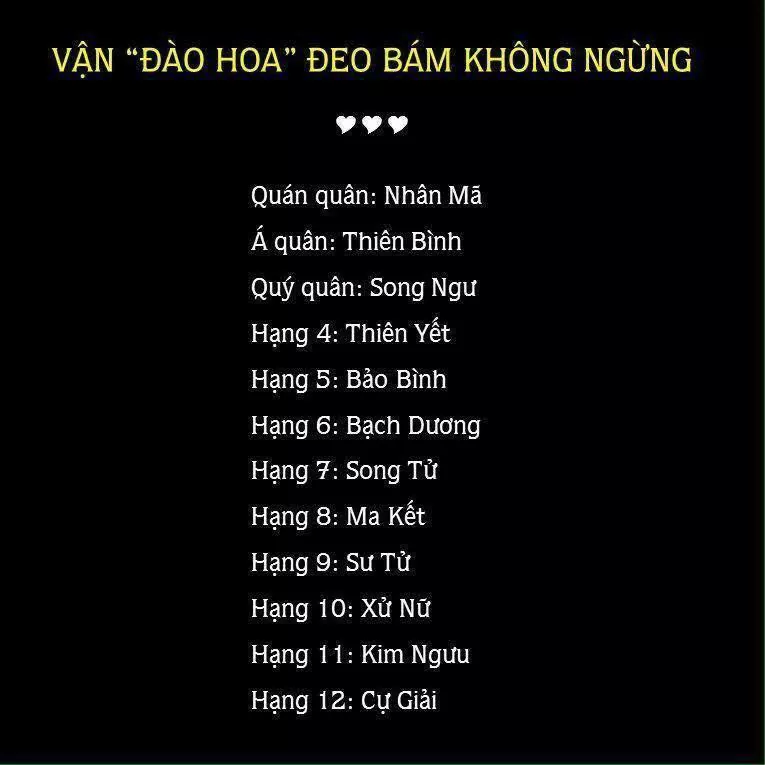 VẬN “ĐÀO HOA” ĐEO BÁM KHÔNG NGỪNG
Quán quân: Nhân Mã
Á quân: Thiên Bình
Quý quân: Song Ngư
Hạng 4: Thiên Yết
Hạng 5: Bảo Bình
Hạng 6: Bạch Dương
Hạng 7: Song Tử
Hạng 8: Ma Kết
Hạng 9: Sư Tử
Hạng 10: Xử Nữ
Hạng 11: Kim Ngưu
Hạng 12: Cự Giải